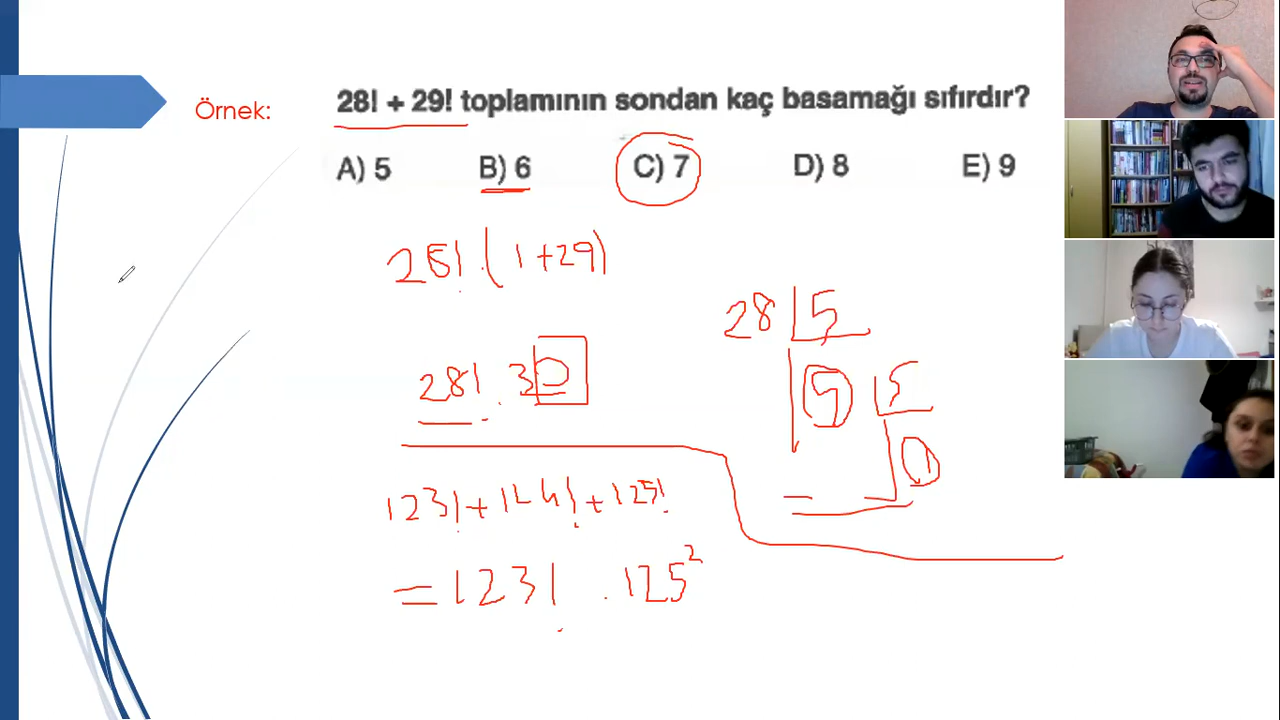 Örnek:
28! + 29! toplamının sondan kaç basamağı sıfırdır?
A) 5 B) 6 C) 7 D) 8 E) 9
28! . (1 + 29)
28! . 30
28 5
5 5
1
123! + 124! + 125!
= 123! . 125²